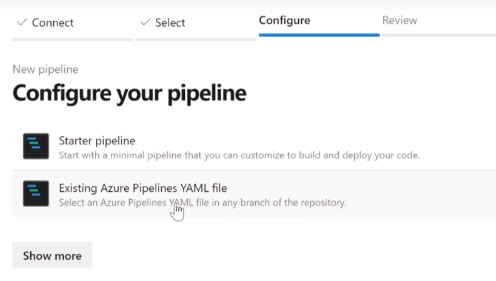 Connect
Select
Configure
Review
New pipeline
Configure your pipeline
Starter pipeline
Start with a minimal pipeline that you can customize to build and deploy your code.
Existing Azure Pipelines YAML file
Select an Azure Pipelines YAML file in any branch of the repository.
Show more